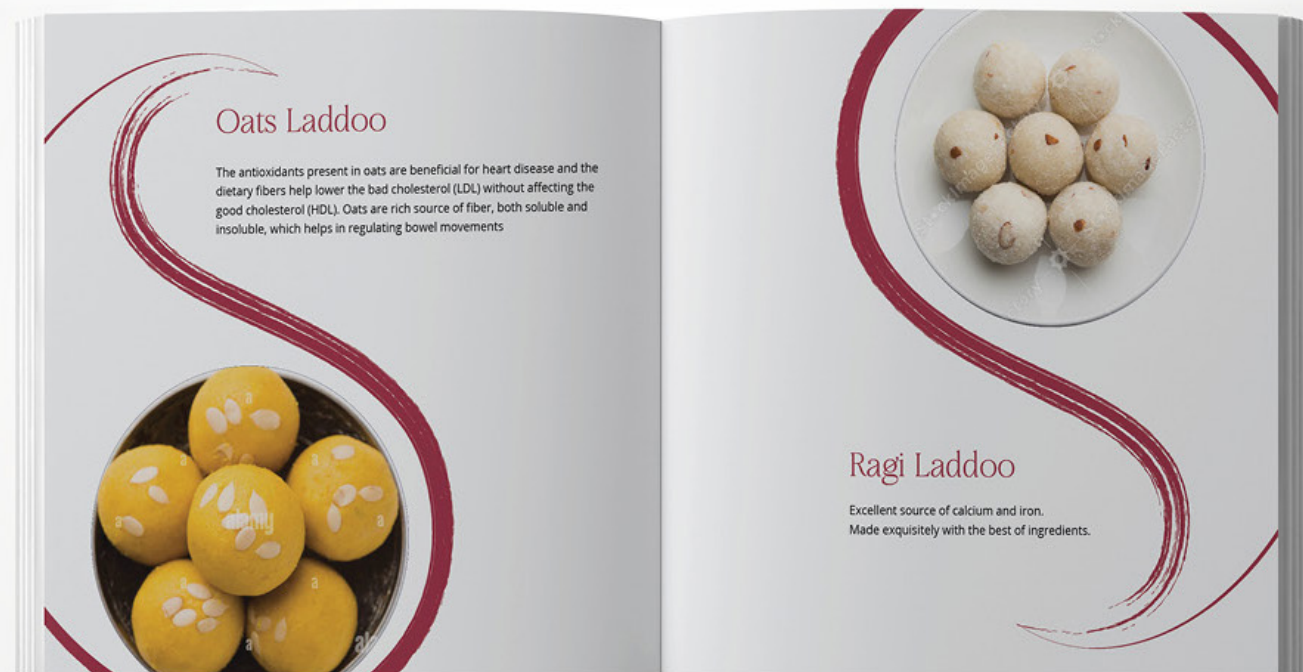 Oats Laddoo
The antioxidants present in oats are beneficial for heart disease and the
dietary fibers help lower the bad cholesterol (LDL) without affecting the
good cholesterol (HDL). Oats are rich source of fiber, both soluble and
insoluble, which helps in regulating bowel movements
alamy
a
a
a
a
a
a
a
Ragi Laddoo
Excellent source of calcium and iron.
Made exquisitely with the best of ingredients.